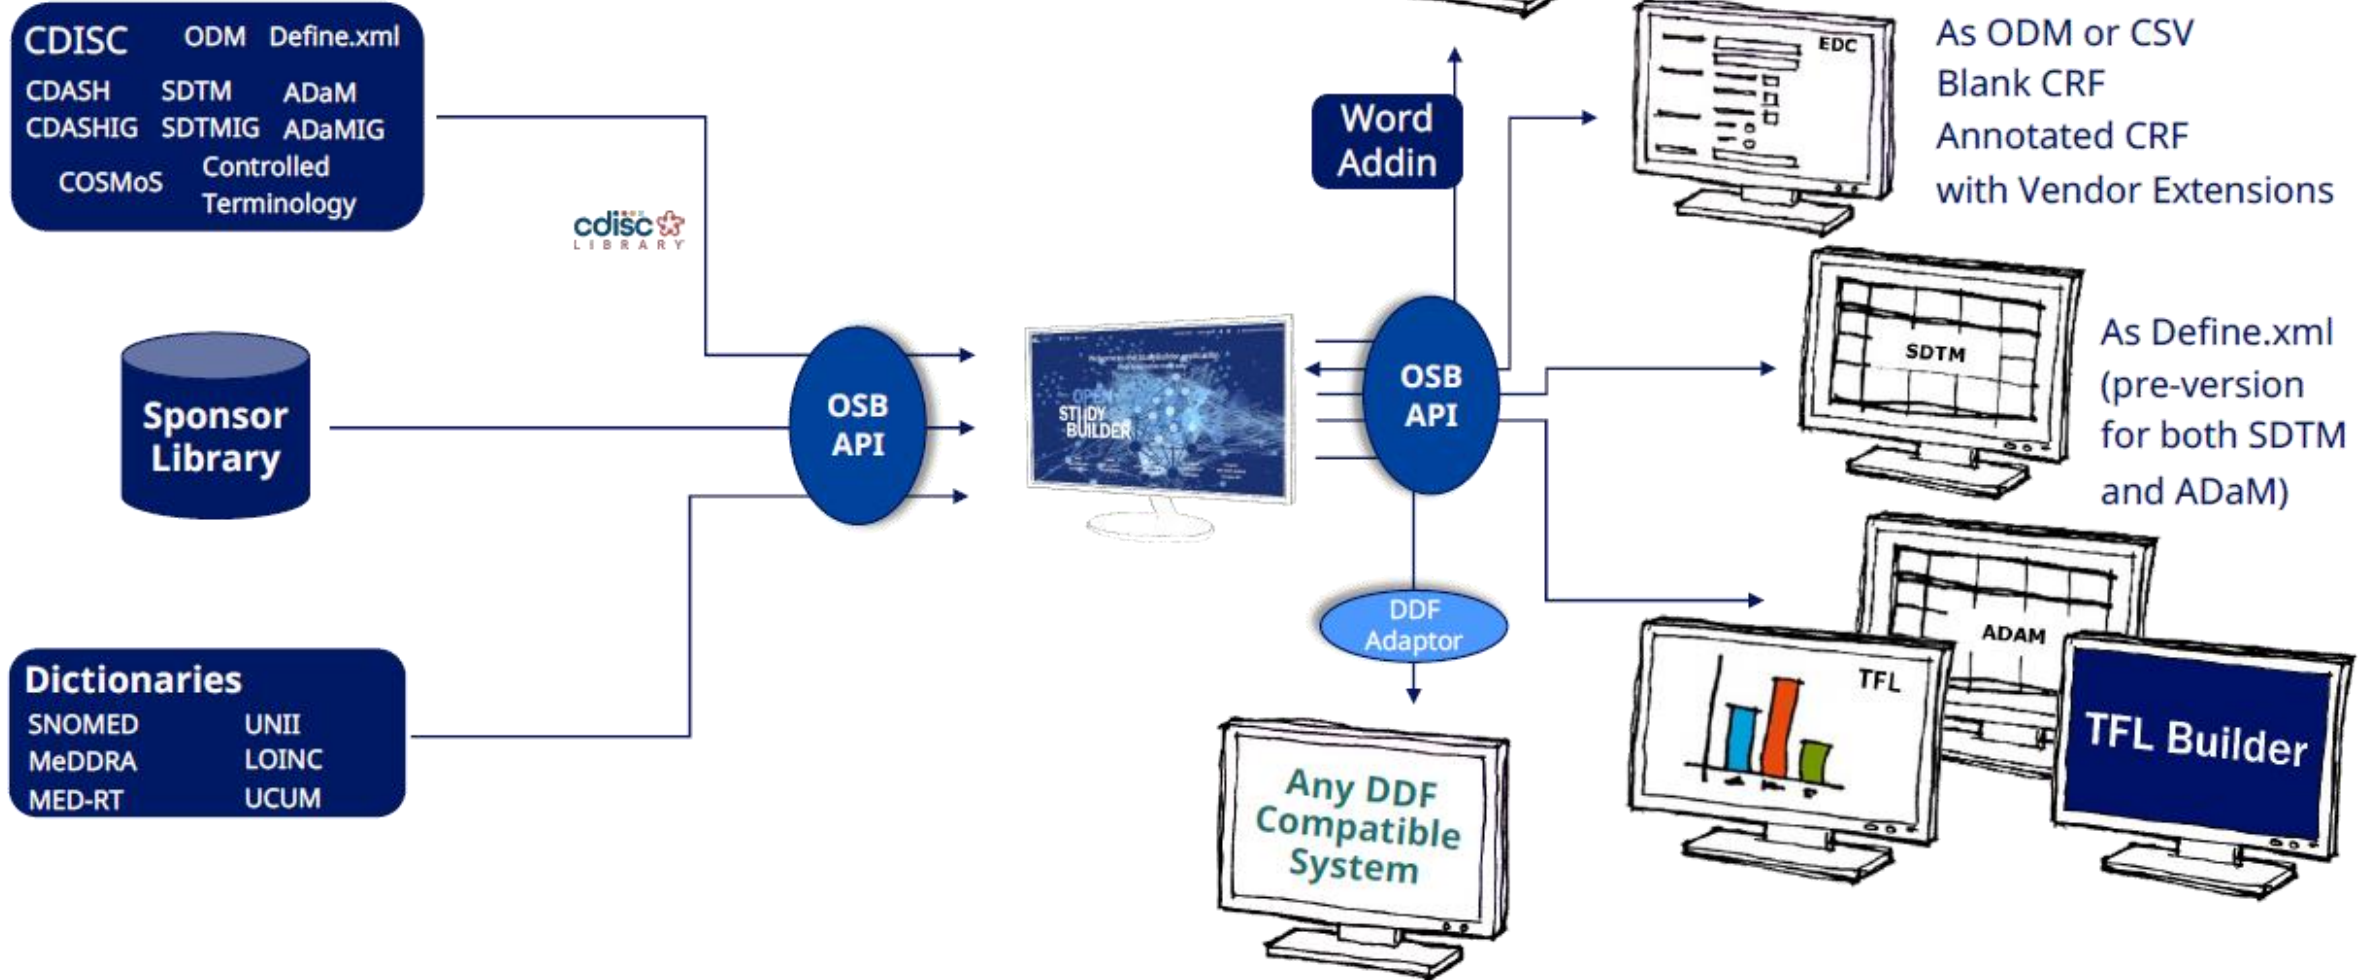 CDISC ODM Define.xml
CDASH SDTM ADaM
CDASHIG SDTMIG ADaMIG
COSMoS
Controlled
Terminology
cdisc
LIBRARY
Sponsor
Library
Dictionaries
SNOMED UNII
MeDDRA LOINC
MED-RT UCUM
OSB
API
OPEN
STUDY
BUILDER
OSB
API
Word
Addin
DDF
Adaptor
Any DDF
Compatible
System
EDC
As ODM or CSV
Blank CRF
Annotated CRF
with Vendor Extensions
SDTM
As Define.xml
(pre-version
for both SDTM
and ADaM)
ADAM
TFL
TFL Builder